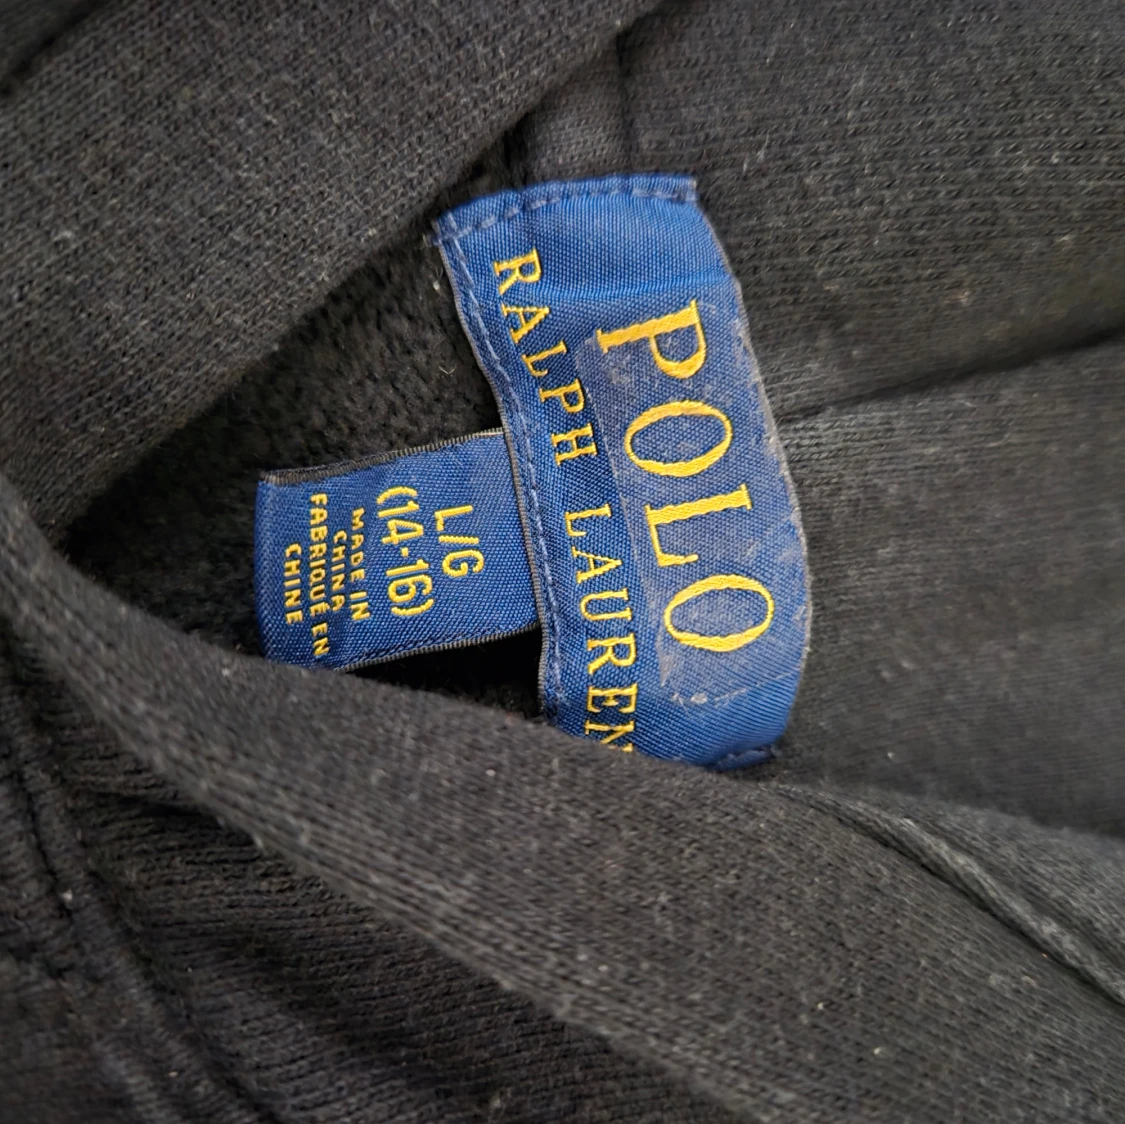 POLO
RALPH LAUREN
L/G
(14-16)
MADE IN
CHINA
FABRIQUÉ EN
CHINE